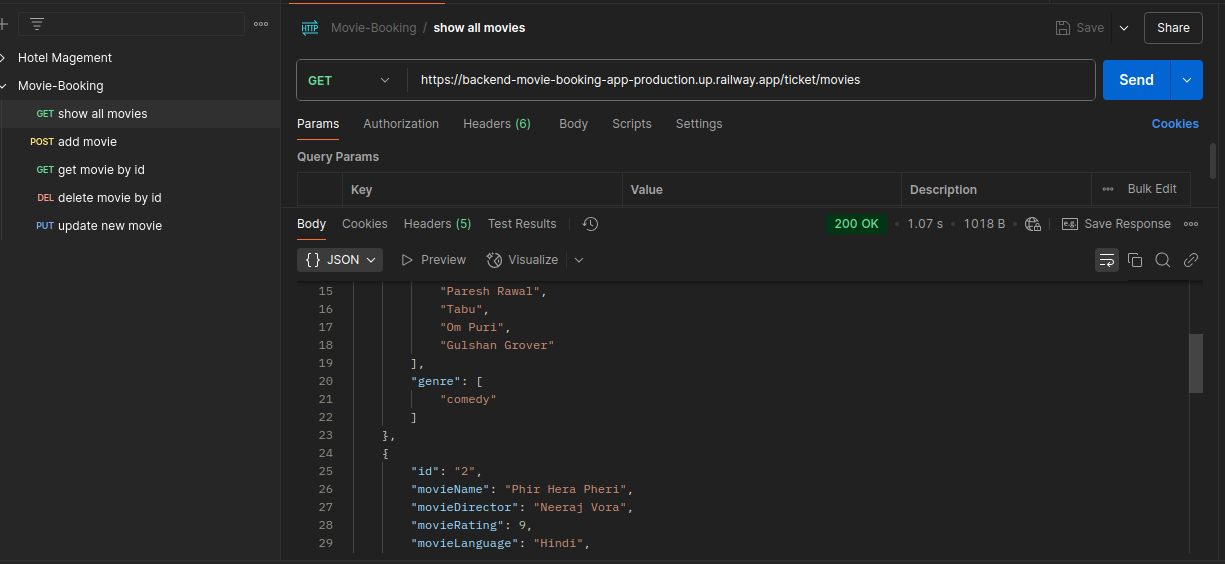 Hotel Magement
Movie-Booking
GET show all movies
POST add movie
GET get movie by id
DEL delete movie by id
PUT update new movie
HTTP Movie-Booking / show all movies
Save
Share
GET https://backend-movie-booking-app-production.up.railway.app/ticket/movies
Send
Params Authorization Headers (6) Body Scripts Settings Cookies
Query Params
Key Value Description Bulk Edit
Body Cookies Headers (5) Test Results 200 OK • 1.07 s • 1018 B e.g. Save Response
{} JSON Preview Visualize
15 "Paresh Rawal",
16 "Tabu",
17 "Om Puri",
18 "Gulshan Grover"
19 ],
20 "genre": [
21 "comedy"
22 ]
23 },
24 {
25 "id": "2",
26 "movieName": "Phir Hera Pheri",
27 "movieDirector": "Neeraj Vora",
28 "movieRating": 9,
29 "movieLanguage": "Hindi",